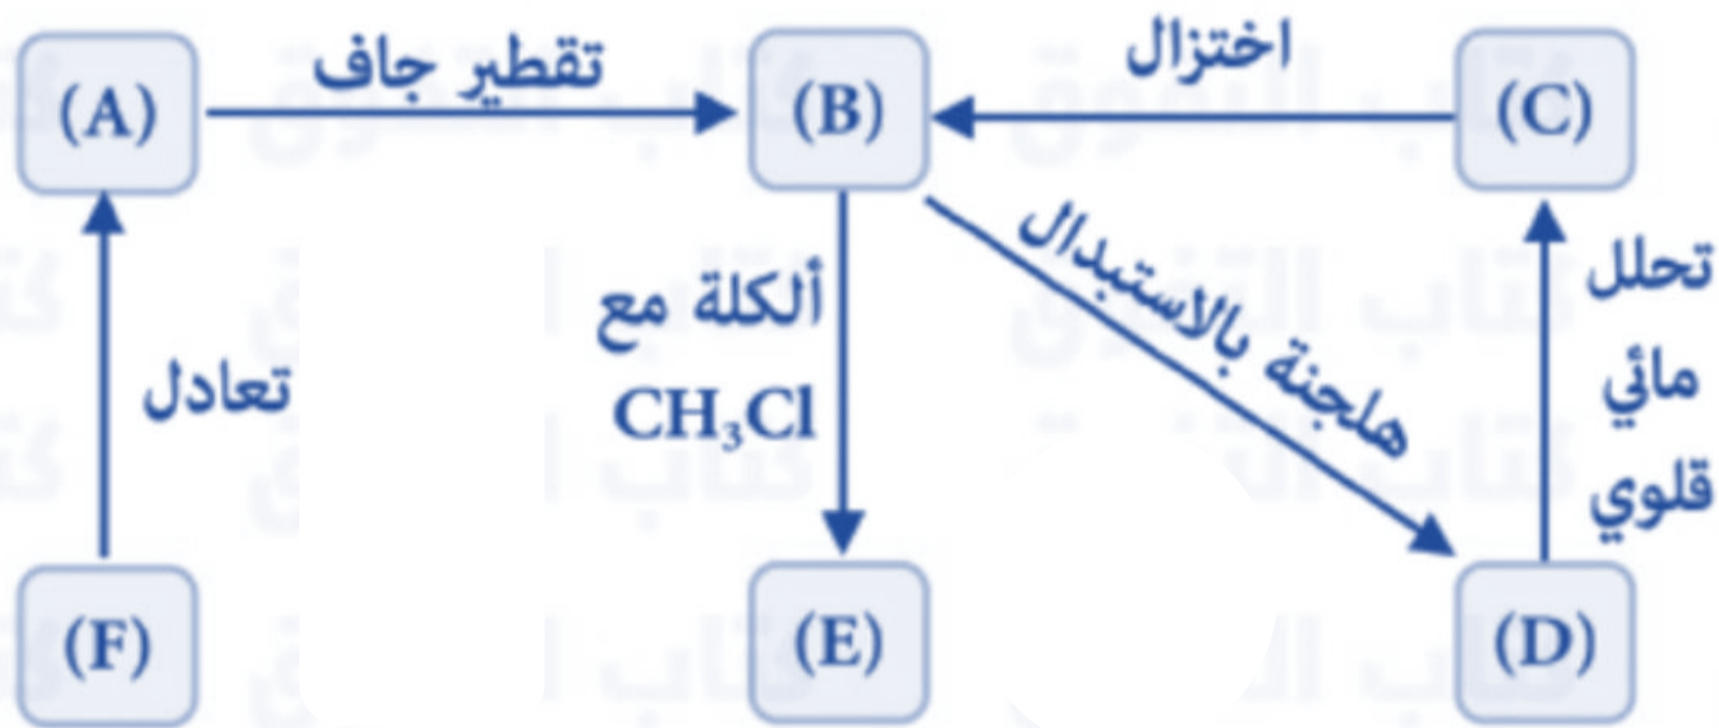 (A)
تقطير جاف
(B)
اختزال
(C)
تعادل
ألكلة مع
CH₃Cl
هلجنة بالاستبدال
تحلل
مائي
قلوي
(F)
(E)
(D)